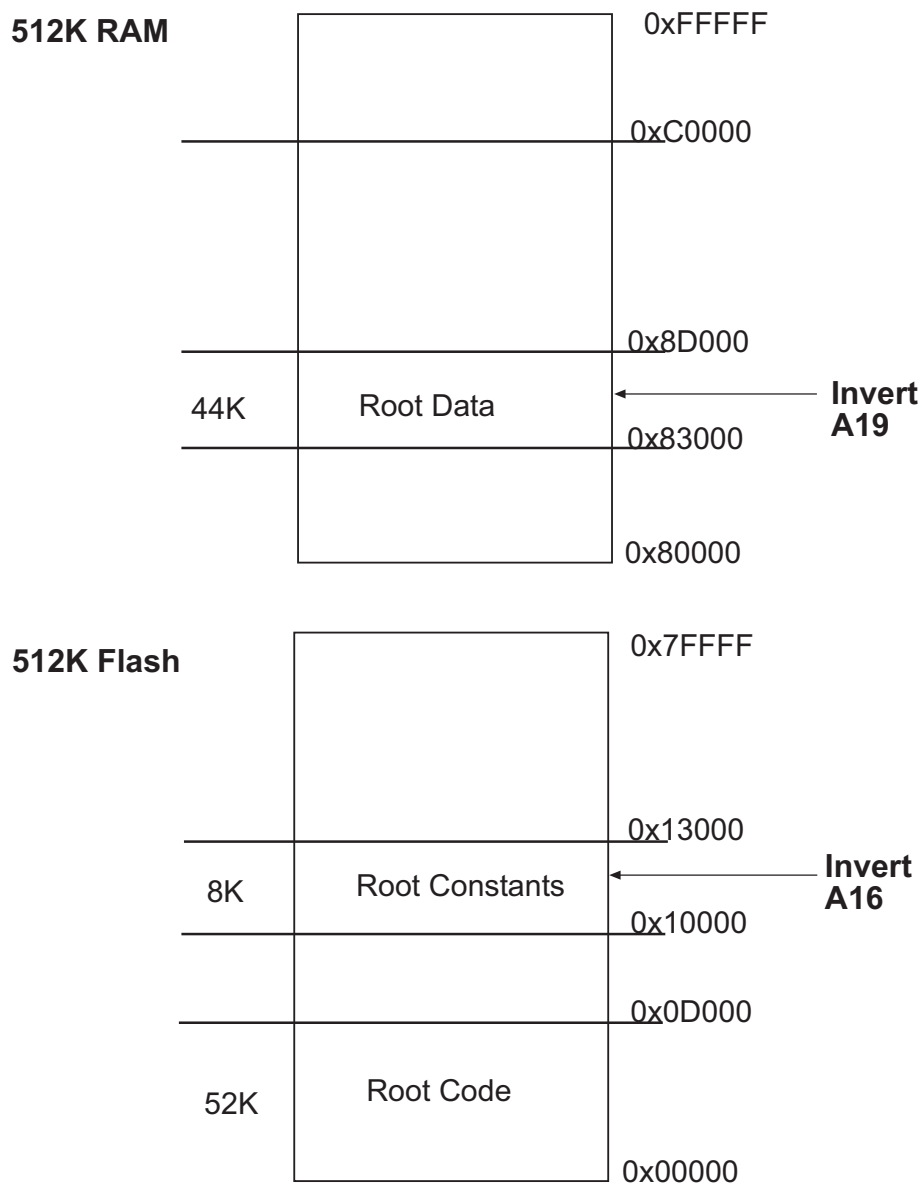 512K RAM
0xFFFFF
0xC0000
0x8D000
44K
Root Data
Invert
A19
0x83000
0x80000
512K Flash
0x7FFFF
0x13000
8K
Root Constants
Invert
A16
0x10000
0x0D000
52K
Root Code
0x00000